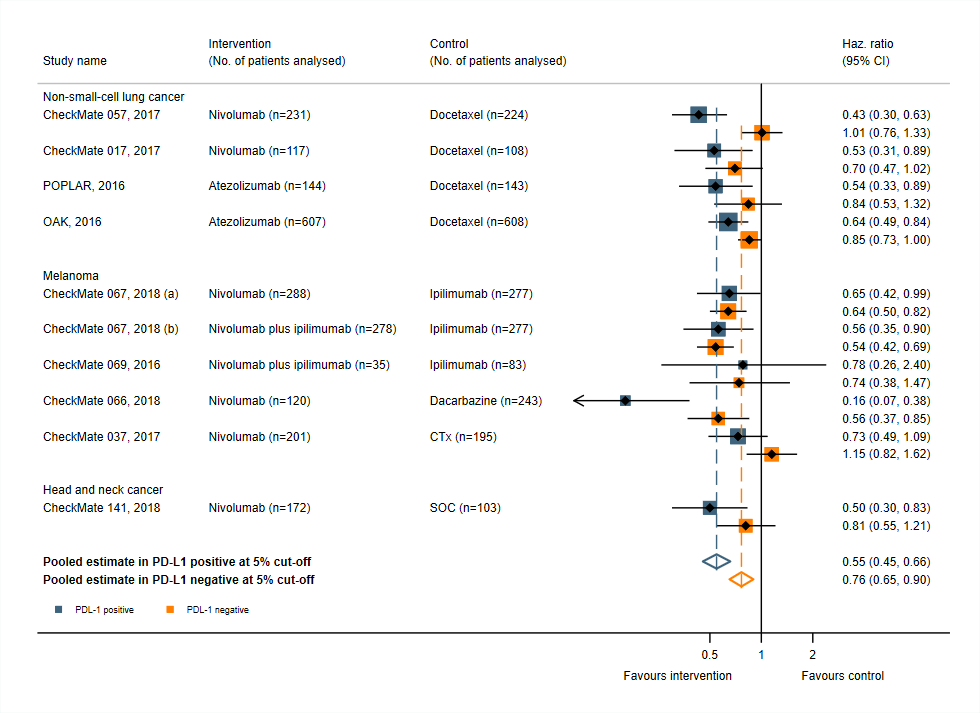 Intervention Control Haz. ratio
Study name (No. of patients analysed) (No. of patients analysed) (95% CI)
Non-small-cell lung cancer
CheckMate 057, 2017 Nivolumab (n=231) Docetaxel (n=224) 0.43 (0.30, 0.63)
1.01 (0.76, 1.33)
CheckMate 017, 2017 Nivolumab (n=117) Docetaxel (n=108) 0.53 (0.31, 0.89)
0.70 (0.47, 1.02)
POPLAR, 2016 Atezolizumab (n=144) Docetaxel (n=143) 0.54 (0.33, 0.89)
0.84 (0.53, 1.32)
OAK, 2016 Atezolizumab (n=607) Docetaxel (n=608) 0.64 (0.49, 0.84)
0.85 (0.73, 1.00)
Melanoma
CheckMate 067, 2018 (a) Nivolumab (n=288) Ipilimumab (n=277) 0.65 (0.42, 0.99)
0.64 (0.50, 0.82)
CheckMate 067, 2018 (b) Nivolumab plus ipilimumab (n=278) Ipilimumab (n=277) 0.56 (0.35, 0.90)
0.54 (0.42, 0.69)
CheckMate 069, 2016 Nivolumab plus ipilimumab (n=35) Ipilimumab (n=83) 0.78 (0.26, 2.40)
0.74 (0.38, 1.47)
CheckMate 066, 2018 Nivolumab (n=120) Dacarbazine (n=243) 0.16 (0.07, 0.38)
0.56 (0.37, 0.85)
CheckMate 037, 2017 Nivolumab (n=201) CTx (n=195) 0.73 (0.49, 1.09)
1.15 (0.82, 1.62)
Head and neck cancer
CheckMate 141, 2018 Nivolumab (n=172) SOC (n=103) 0.50 (0.30, 0.83)
0.81 (0.55, 1.21)
Pooled estimate in PD-L1 positive at 5% cut-off 0.55 (0.45, 0.66)
Pooled estimate in PD-L1 negative at 5% cut-off 0.76 (0.65, 0.90)
PDL-1 positive PDL-1 negative
0.5 1 2
Favours intervention Favours control